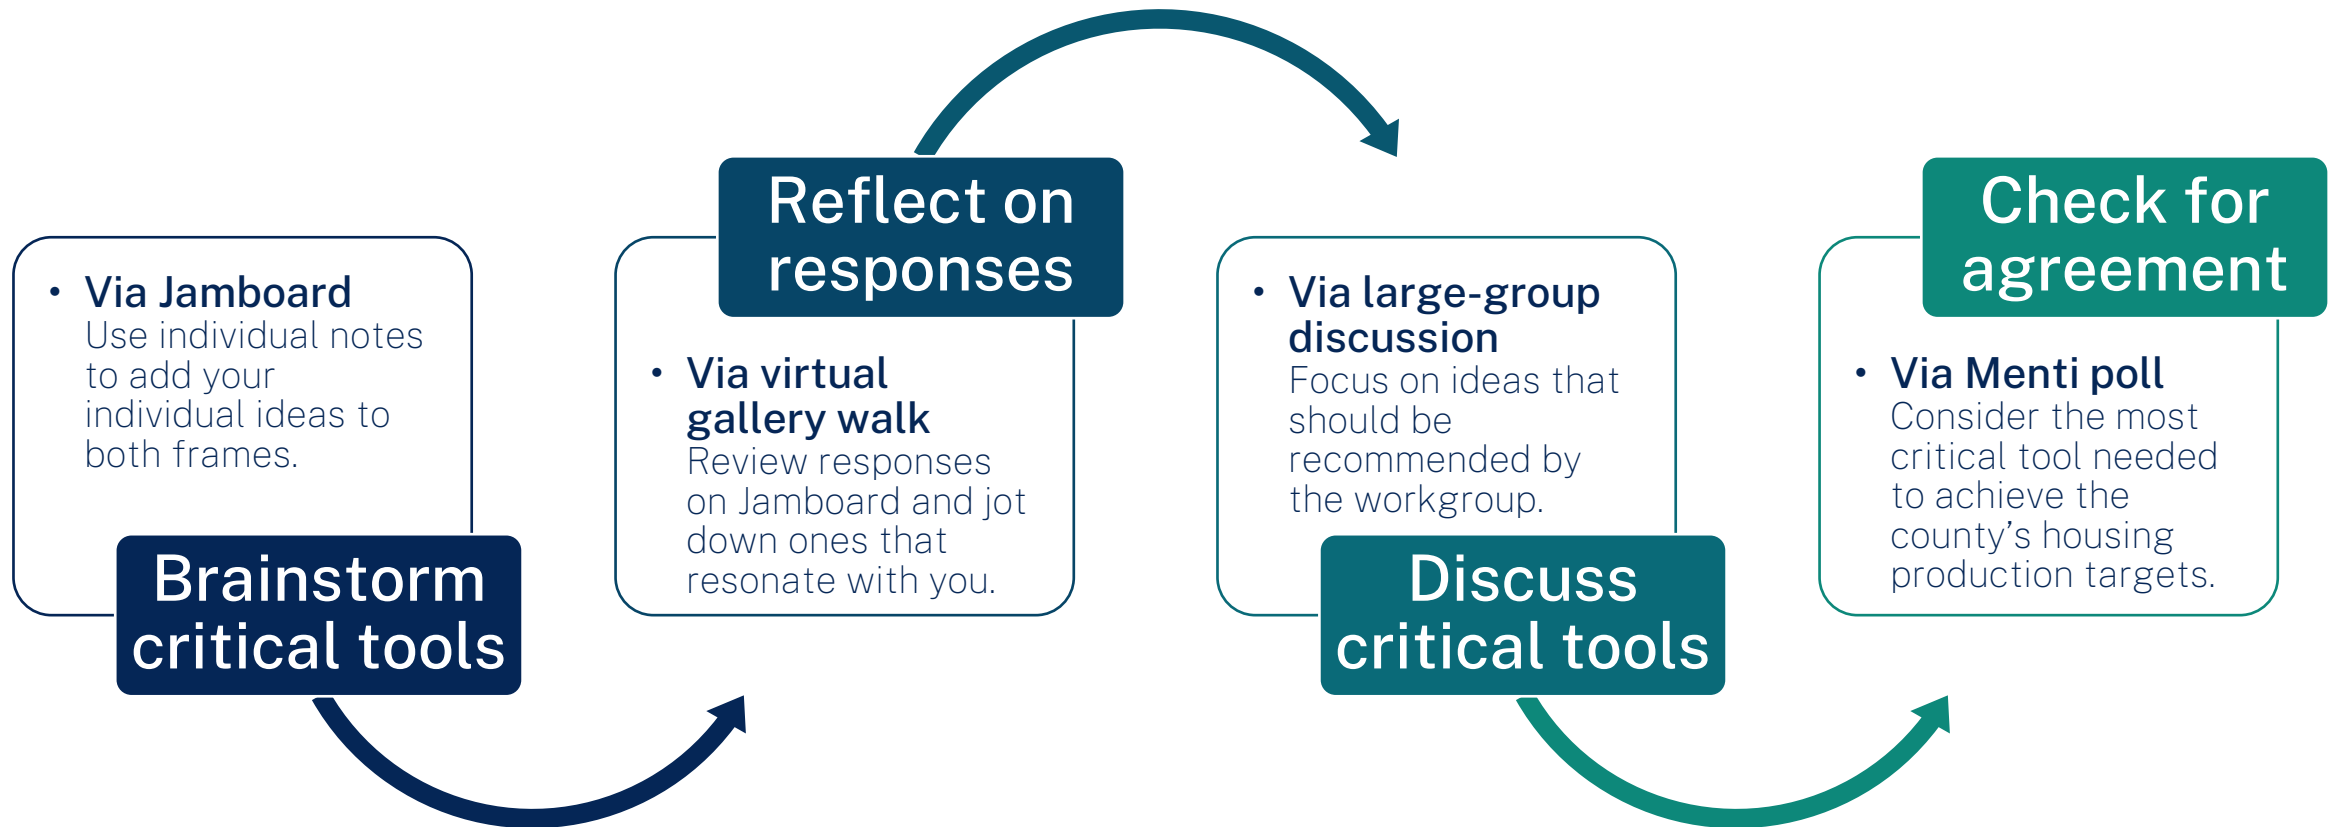 • Via Jamboard
Use individual notes
to add your
individual ideas to
both frames.
Brainstorm
critical tools
Reflect on
responses
• Via virtual
gallery walk
Review responses
on Jamboard and jot
down ones that
resonate with you.
• Via large-group
discussion
Focus on ideas that
should be
recommended by
the workgroup.
Discuss
critical tools
Check for
agreement
• Via Menti poll
Consider the most
critical tool needed
to achieve the
county’s housing
production targets.